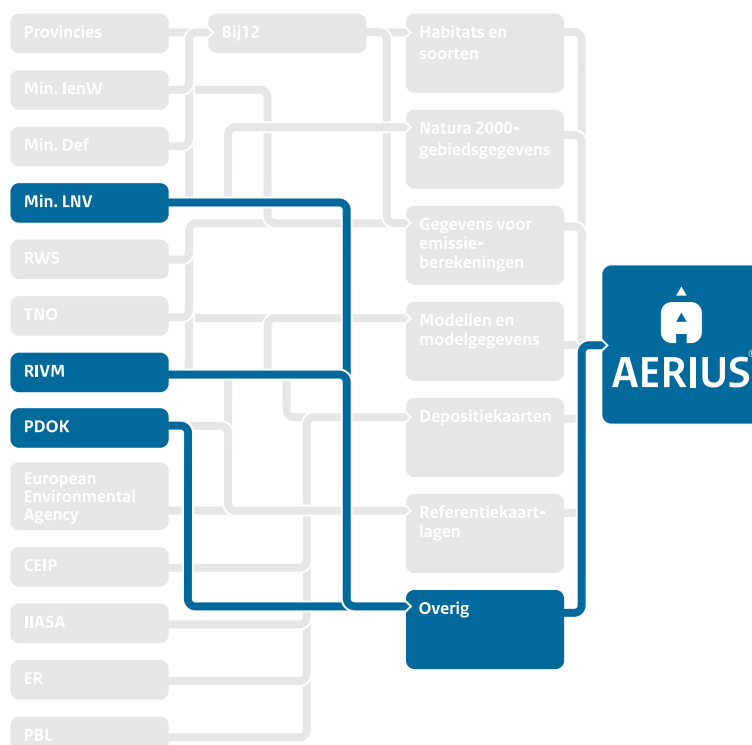 Provincies
Min. IenW
Min. Def
Min. LNV
RWS
TNO
RIVM
PDOK
European
Environmental
Agency
CEIP
IIASA
ER
PBL
Bij12
Habitats en
soorten
Natura 2000-
gebiedsgegevens
Gegevens voor
emissie-
berekeningen
Modellen en
modelgegevens
Depositiekaarten
Referentiekaart-
lagen
Overig
AERIUS®